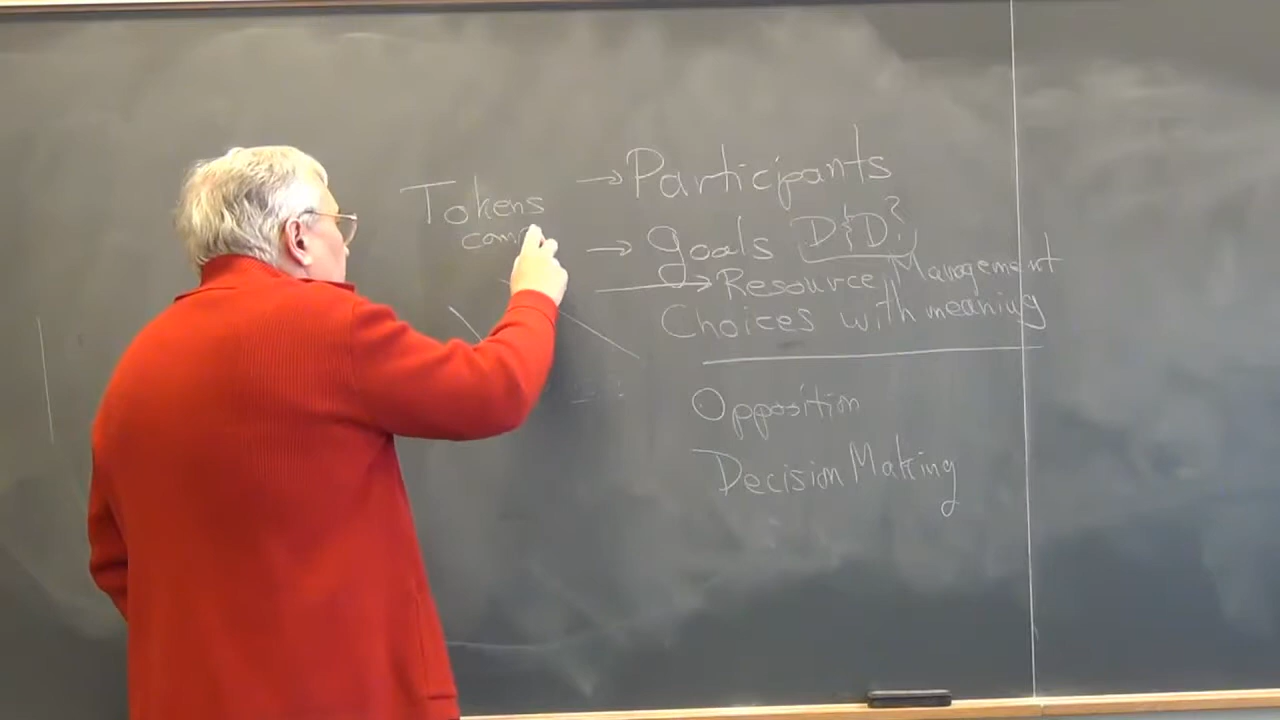 Tokens
→ Participants
→ goals D&D?
→ Resource Management
Choices with meaning
Opposition
Decision Making